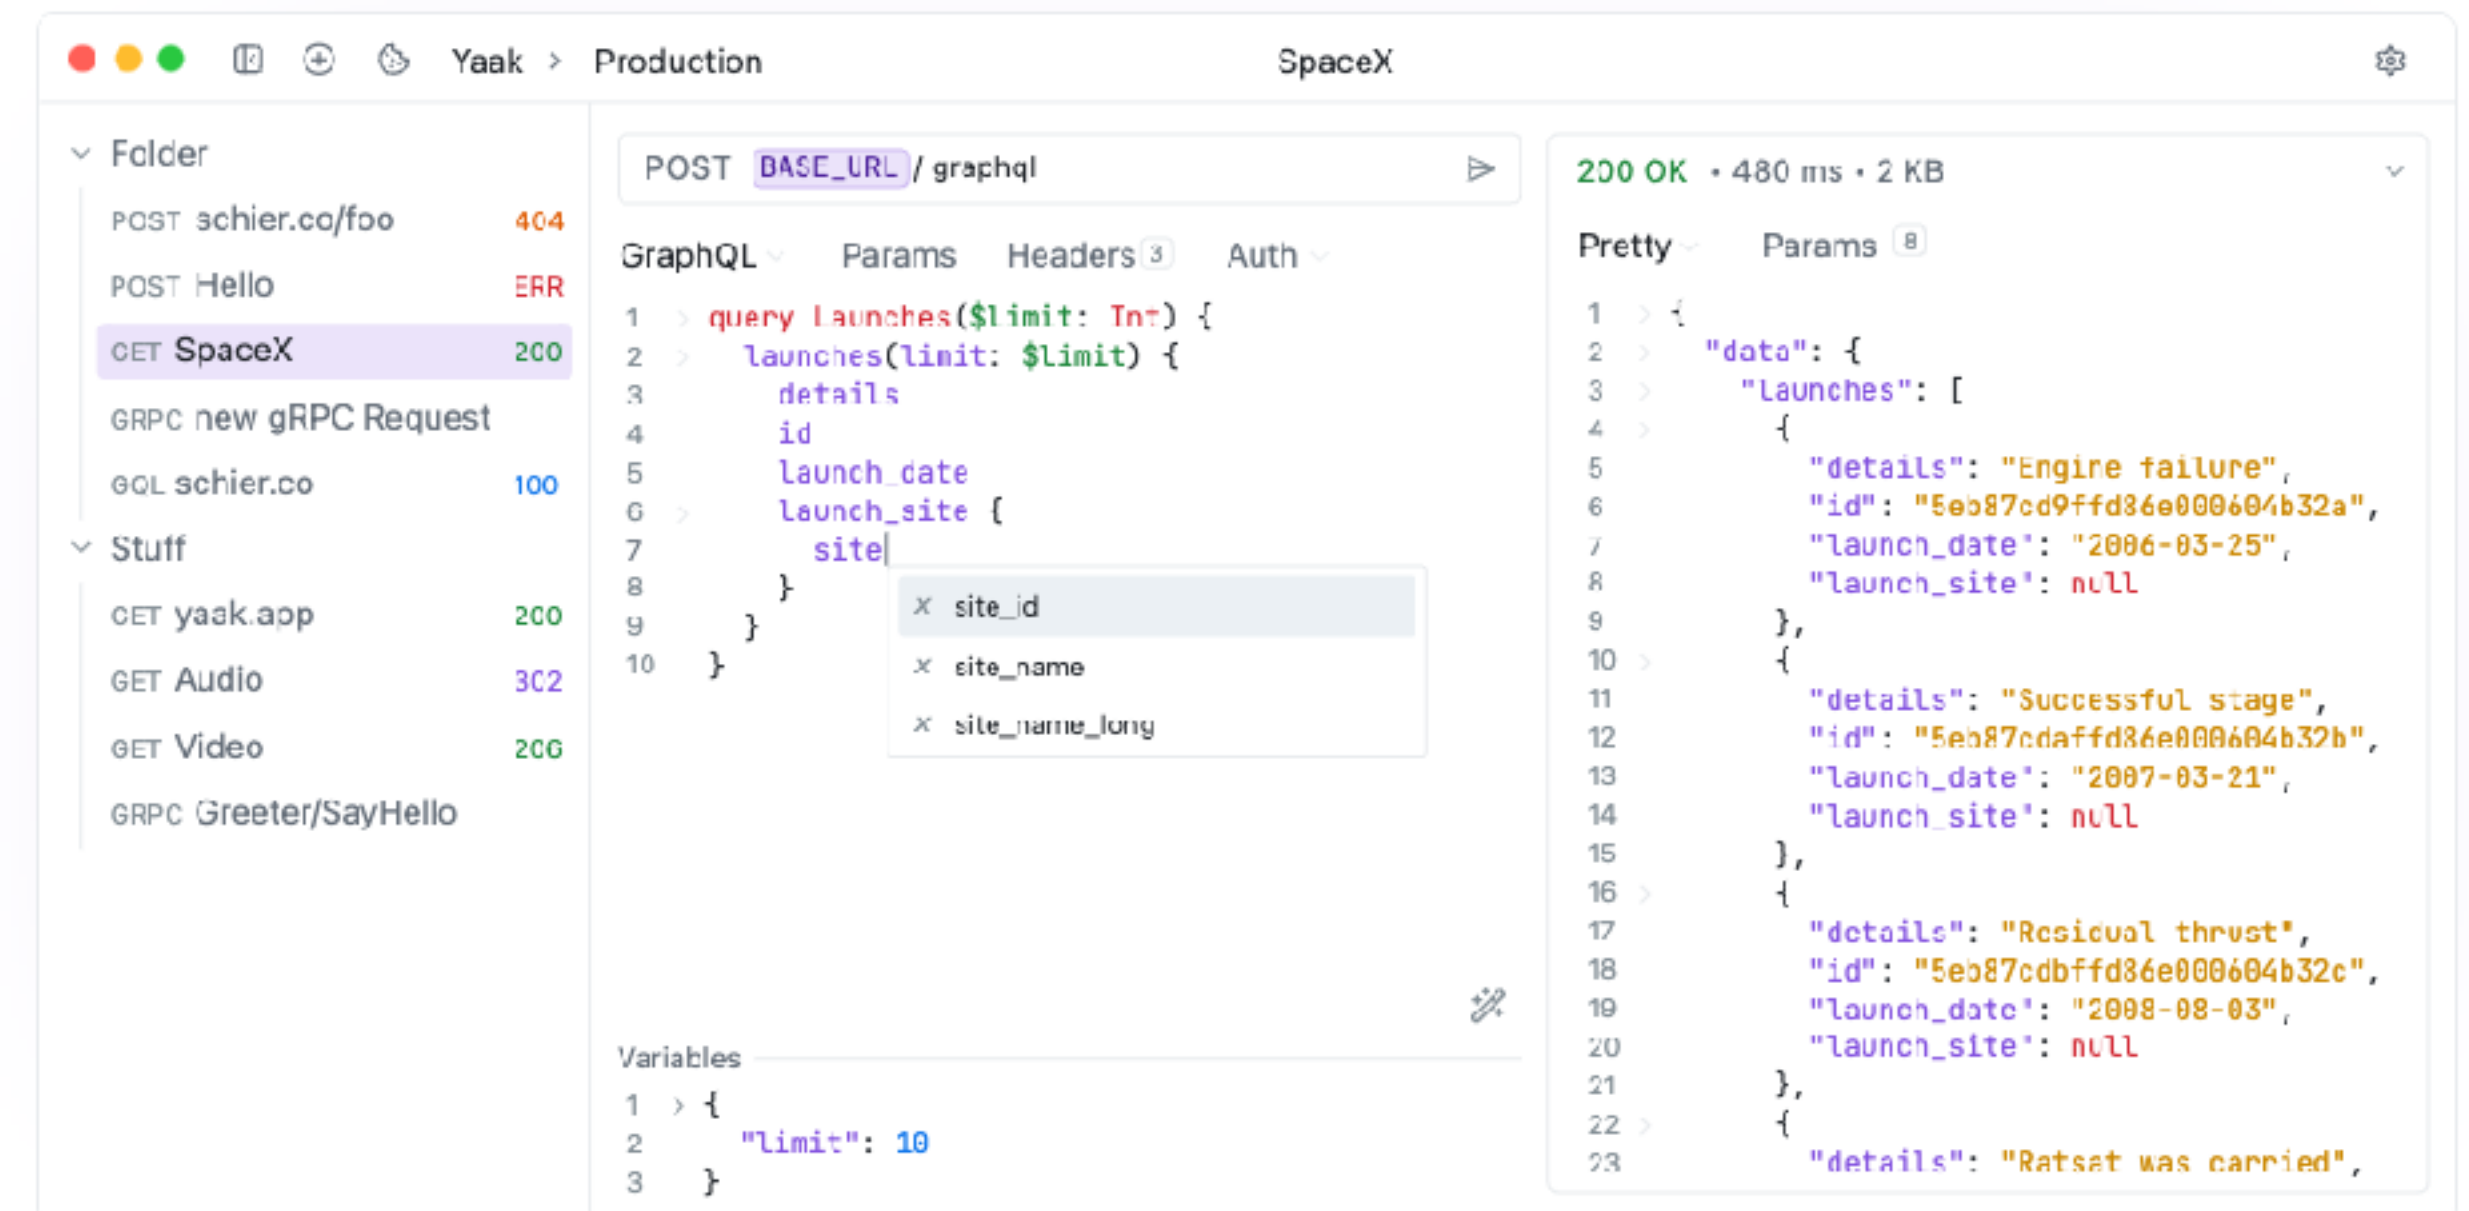 Yaak > Production
SpaceX
Folder
POST schier.co/foo 404
POST Hello ERR
GET SpaceX 200
GRPC new gRPC Request
GQL schier.co 100
Stuff
GET yaak.app 200
GET Audio 302
GET Video 206
GRPC Greeter/SayHello
POST BASE_URL / graphql
GraphQL Params Headers 3 Auth
1 query Launches($limit: Int) {
2 launches(limit: $limit) {
3 details
4 id
5 launch_date
6 launch_site {
7 site
8 }
9 }
10 }
x site_id
x site_name
x site_name_long
Variables
1 > {
2 "limit": 10
3 }
200 OK • 480 ms • 2 KB
Pretty Params 8
1 {
2 "data": {
3 "launches": [
4 {
5 "details": "Engine failure",
6 "id": "5eb87cd9ffd86e000604b32a",
7 "launch_date": "2006-03-25",
8 "launch_site": null
9 },
10 {
11 "details": "Successful stage",
12 "id": "5eb87cdaffd86e000604b32b",
13 "launch_date": "2007-03-21",
14 "launch_site": null
15 },
16 {
17 "details": "Residual thrust",
18 "id": "5eb87cdbffd86e000604b32c",
19 "launch_date": "2008-08-03",
20 "launch_site": null
21 },
22 {
23 "details": "Ratsat was carried",